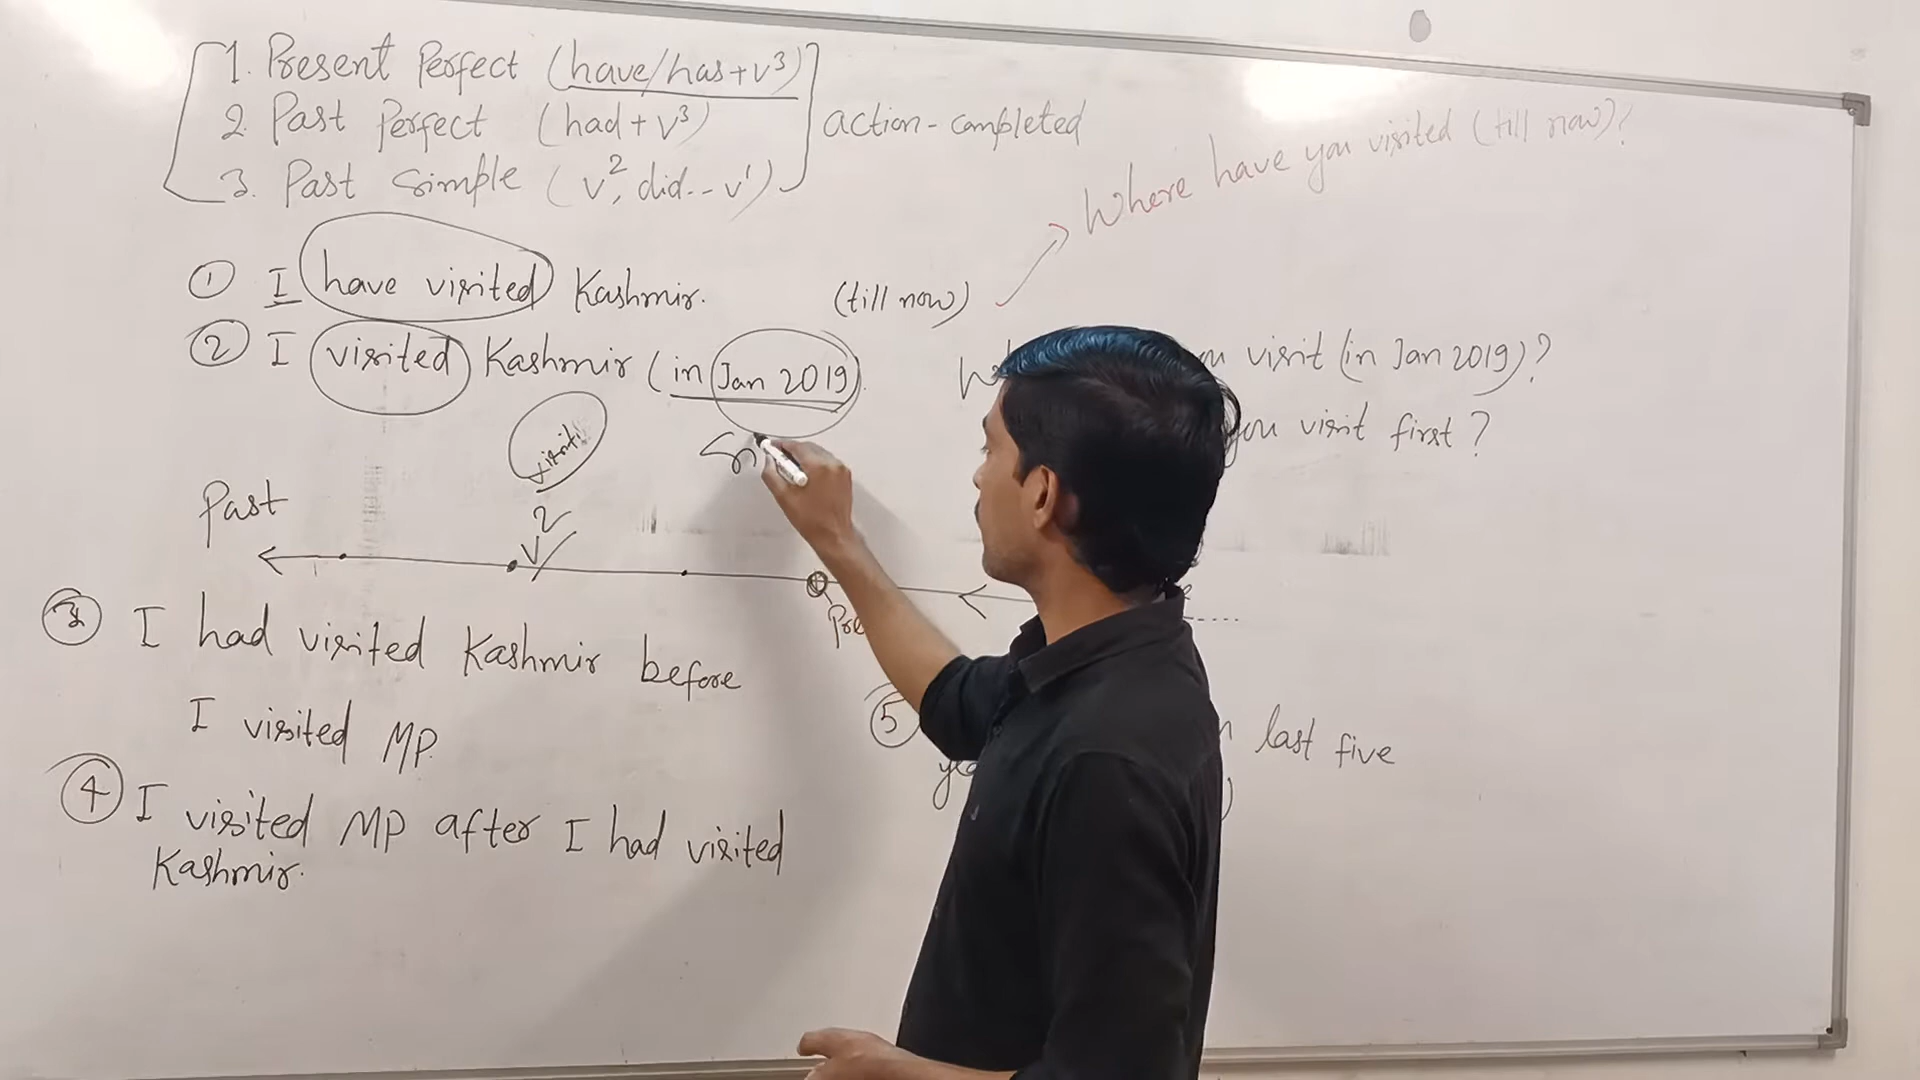 1. Present Perfect (have/has+v³)
2. Past Perfect (had+v³)
3. Past Simple (v², did.. v¹)
action-completed
Where have you visited (till now)?
① I have visited Kashmir. (till now)
② I visited Kashmir (in Jan 2019).
visit (in Jan 2019)?
you visit first?
Past
v²
③ I had visited Kashmir before
I visited MP.
④ I visited MP after I had visited
Kashmir.
⑤ last five